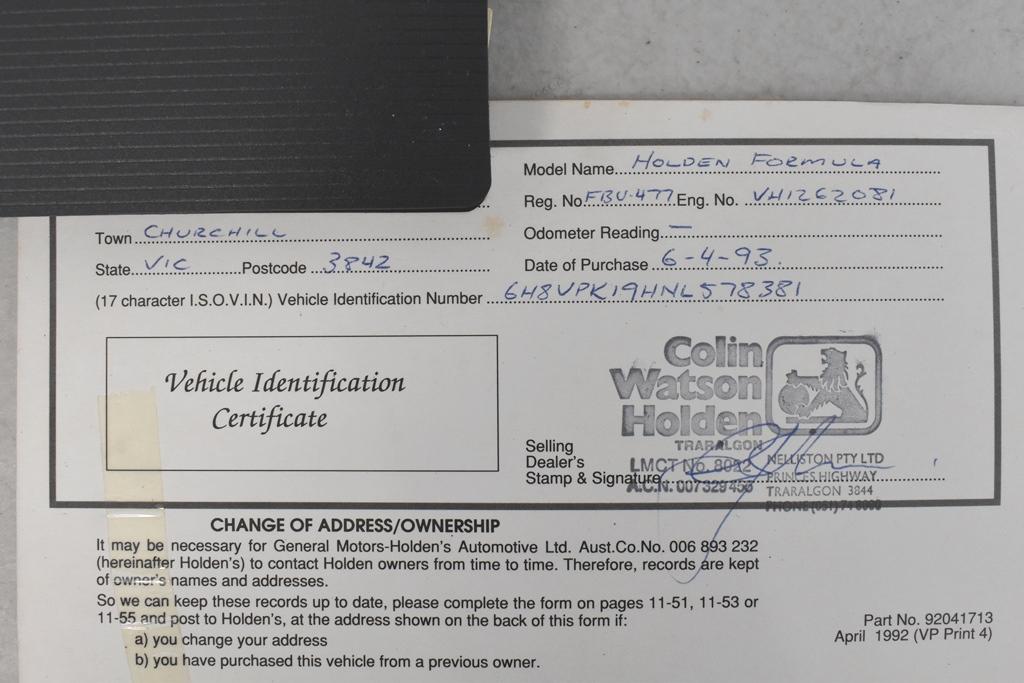 Model Name HOLDEN FORMULA
Reg. No FBU·477 Eng. No. VH1262081
Town CHURCHILL
Odometer Reading —
State VIC Postcode 3842
Date of Purchase 6-4-93.
(17 character I.S.O.V.I.N.) Vehicle Identification Number 6H8VPK19HNL578381
Vehicle Identification
Certificate
Colin
Watson
Holden
TRARALGON
Selling
Dealer's
Stamp & Signature
LMCT No. 8022
A.C.N. 007329455
NELLISTON PTY LTD
PRINCES HIGHWAY
TRARALGON 3844
CHANGE OF ADDRESS/OWNERSHIP
It may be necessary for General Motors-Holden's Automotive Ltd. Aust.Co.No. 006 893 232
(hereinafter Holden's) to contact Holden owners from time to time. Therefore, records are kept
of owner's names and addresses.
So we can keep these records up to date, please complete the form on pages 11-51, 11-53 or
11-55 and post to Holden's, at the address shown on the back of this form if:
a) you change your address
b) you have purchased this vehicle from a previous owner.
Part No. 92041713
April 1992 (VP Print 4)